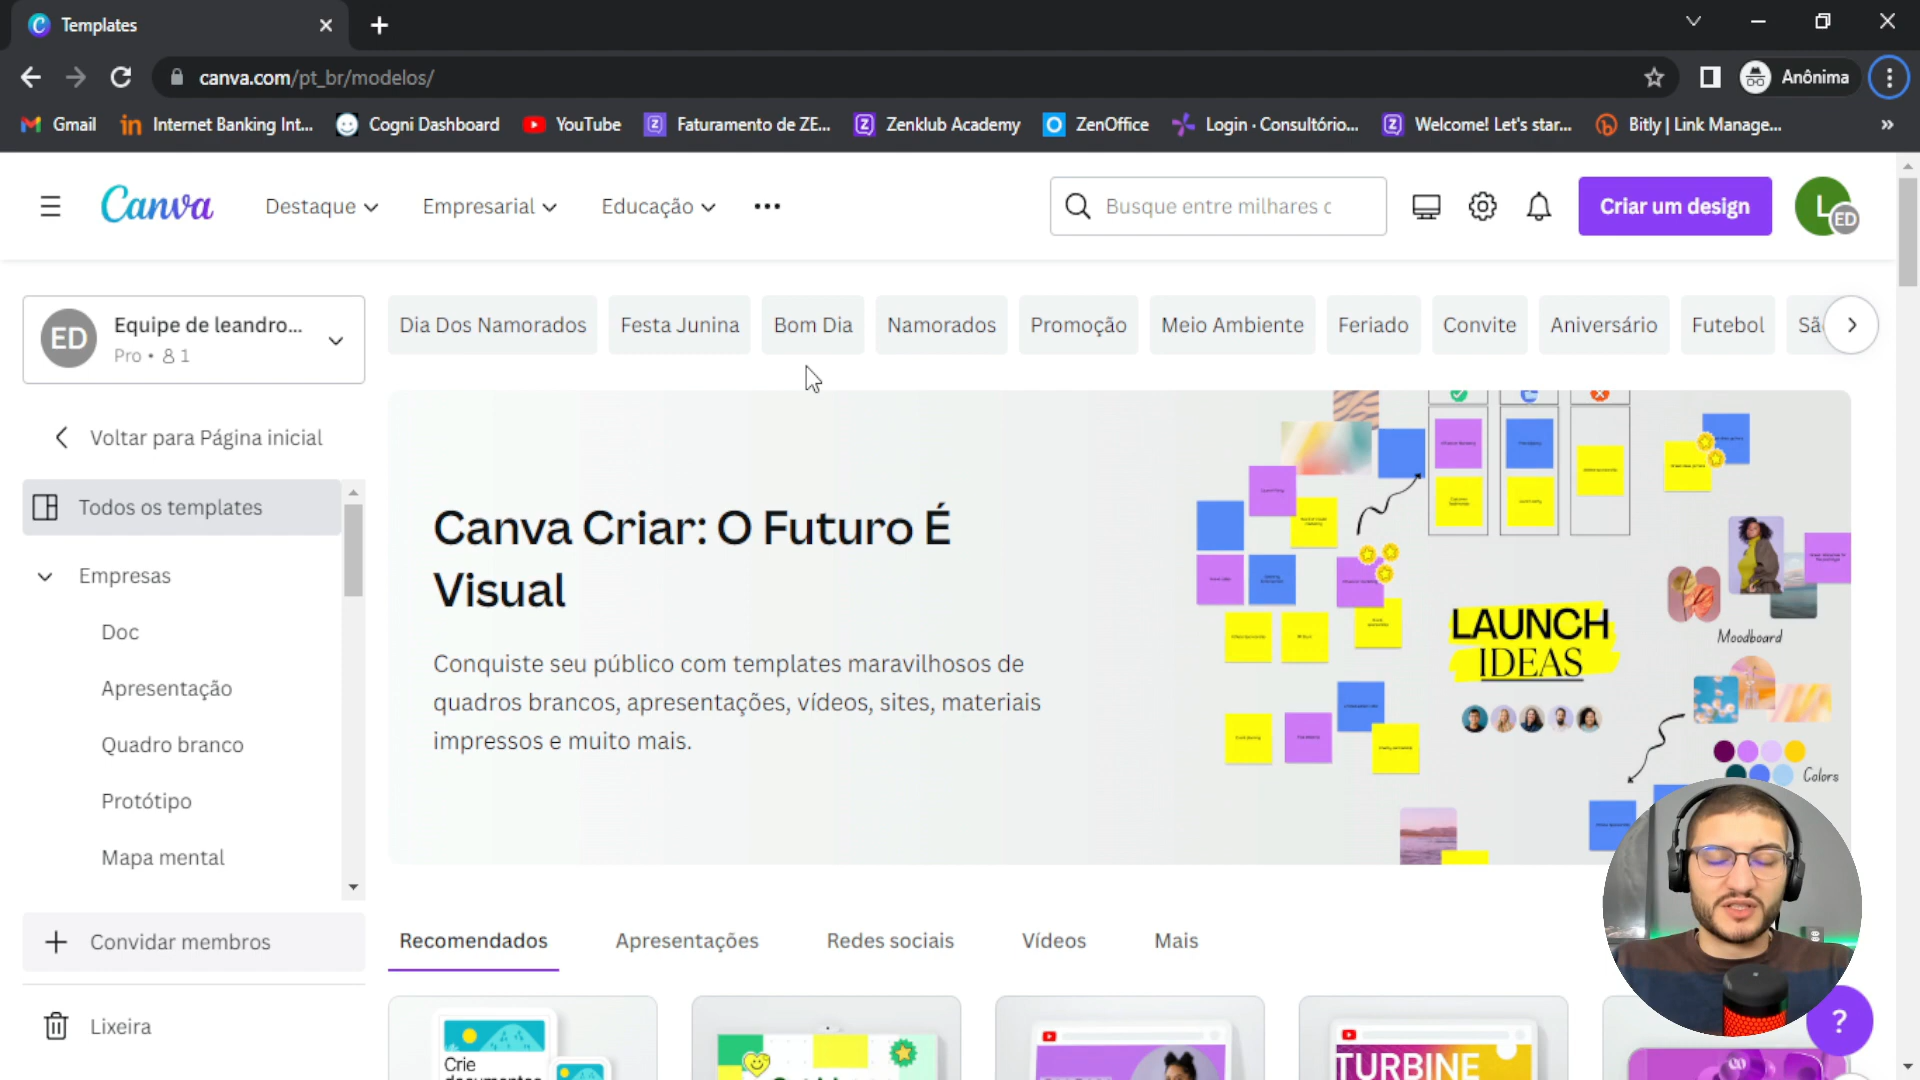 Templates
canva.com/pt_br/modelos/
Anônima
Gmail
Internet Banking Int...
Cogni Dashboard
YouTube
Faturamento de ZE...
Zenklub Academy
ZenOffice
Login · Consultório...
Welcome! Let's star...
Bitly | Link Manage...
»
Canva
Destaque
Empresarial
Educação
Busque entre milhares c
Criar um design
L
ED
ED
Equipe de leandro...
Pro • 1
Dia Dos Namorados
Festa Junina
Bom Dia
Namorados
Promoção
Meio Ambiente
Feriado
Convite
Aniversário
Futebol
Sã
Voltar para Página inicial
Todos os templates
Empresas
Doc
Apresentação
Quadro branco
Protótipo
Mapa mental
Convidar membros
Lixeira
Canva Criar: O Futuro É
Visual
Conquiste seu público com templates maravilhosos de
quadros brancos, apresentações, vídeos, sites, materiais
impressos e muito mais.
LAUNCH
IDEAS
Moodboard
Colors
Recomendados
Apresentações
Redes sociais
Vídeos
Mais
Crie
TURBINE
?